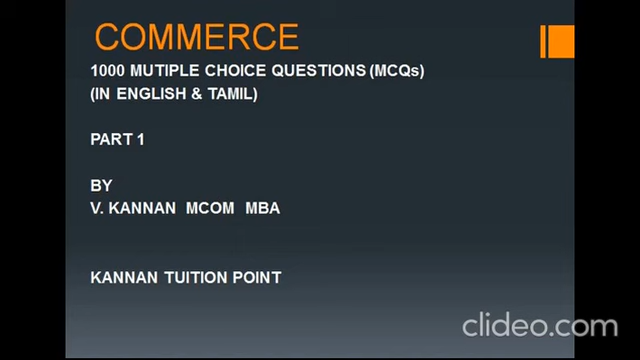 COMMERCE
1000 MUTIPLE CHOICE QUESTIONS (MCQs)
(IN ENGLISH & TAMIL)
PART 1
BY
V. KANNAN MCOM MBA
KANNAN TUITION POINT
clideo.com